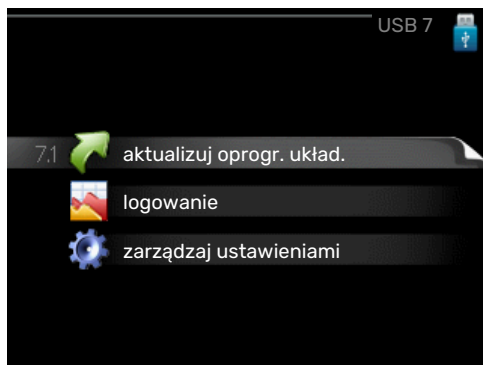 USB 7
7.1 aktualizuj oprogr. układ.
logowanie
zarządzaj ustawieniami